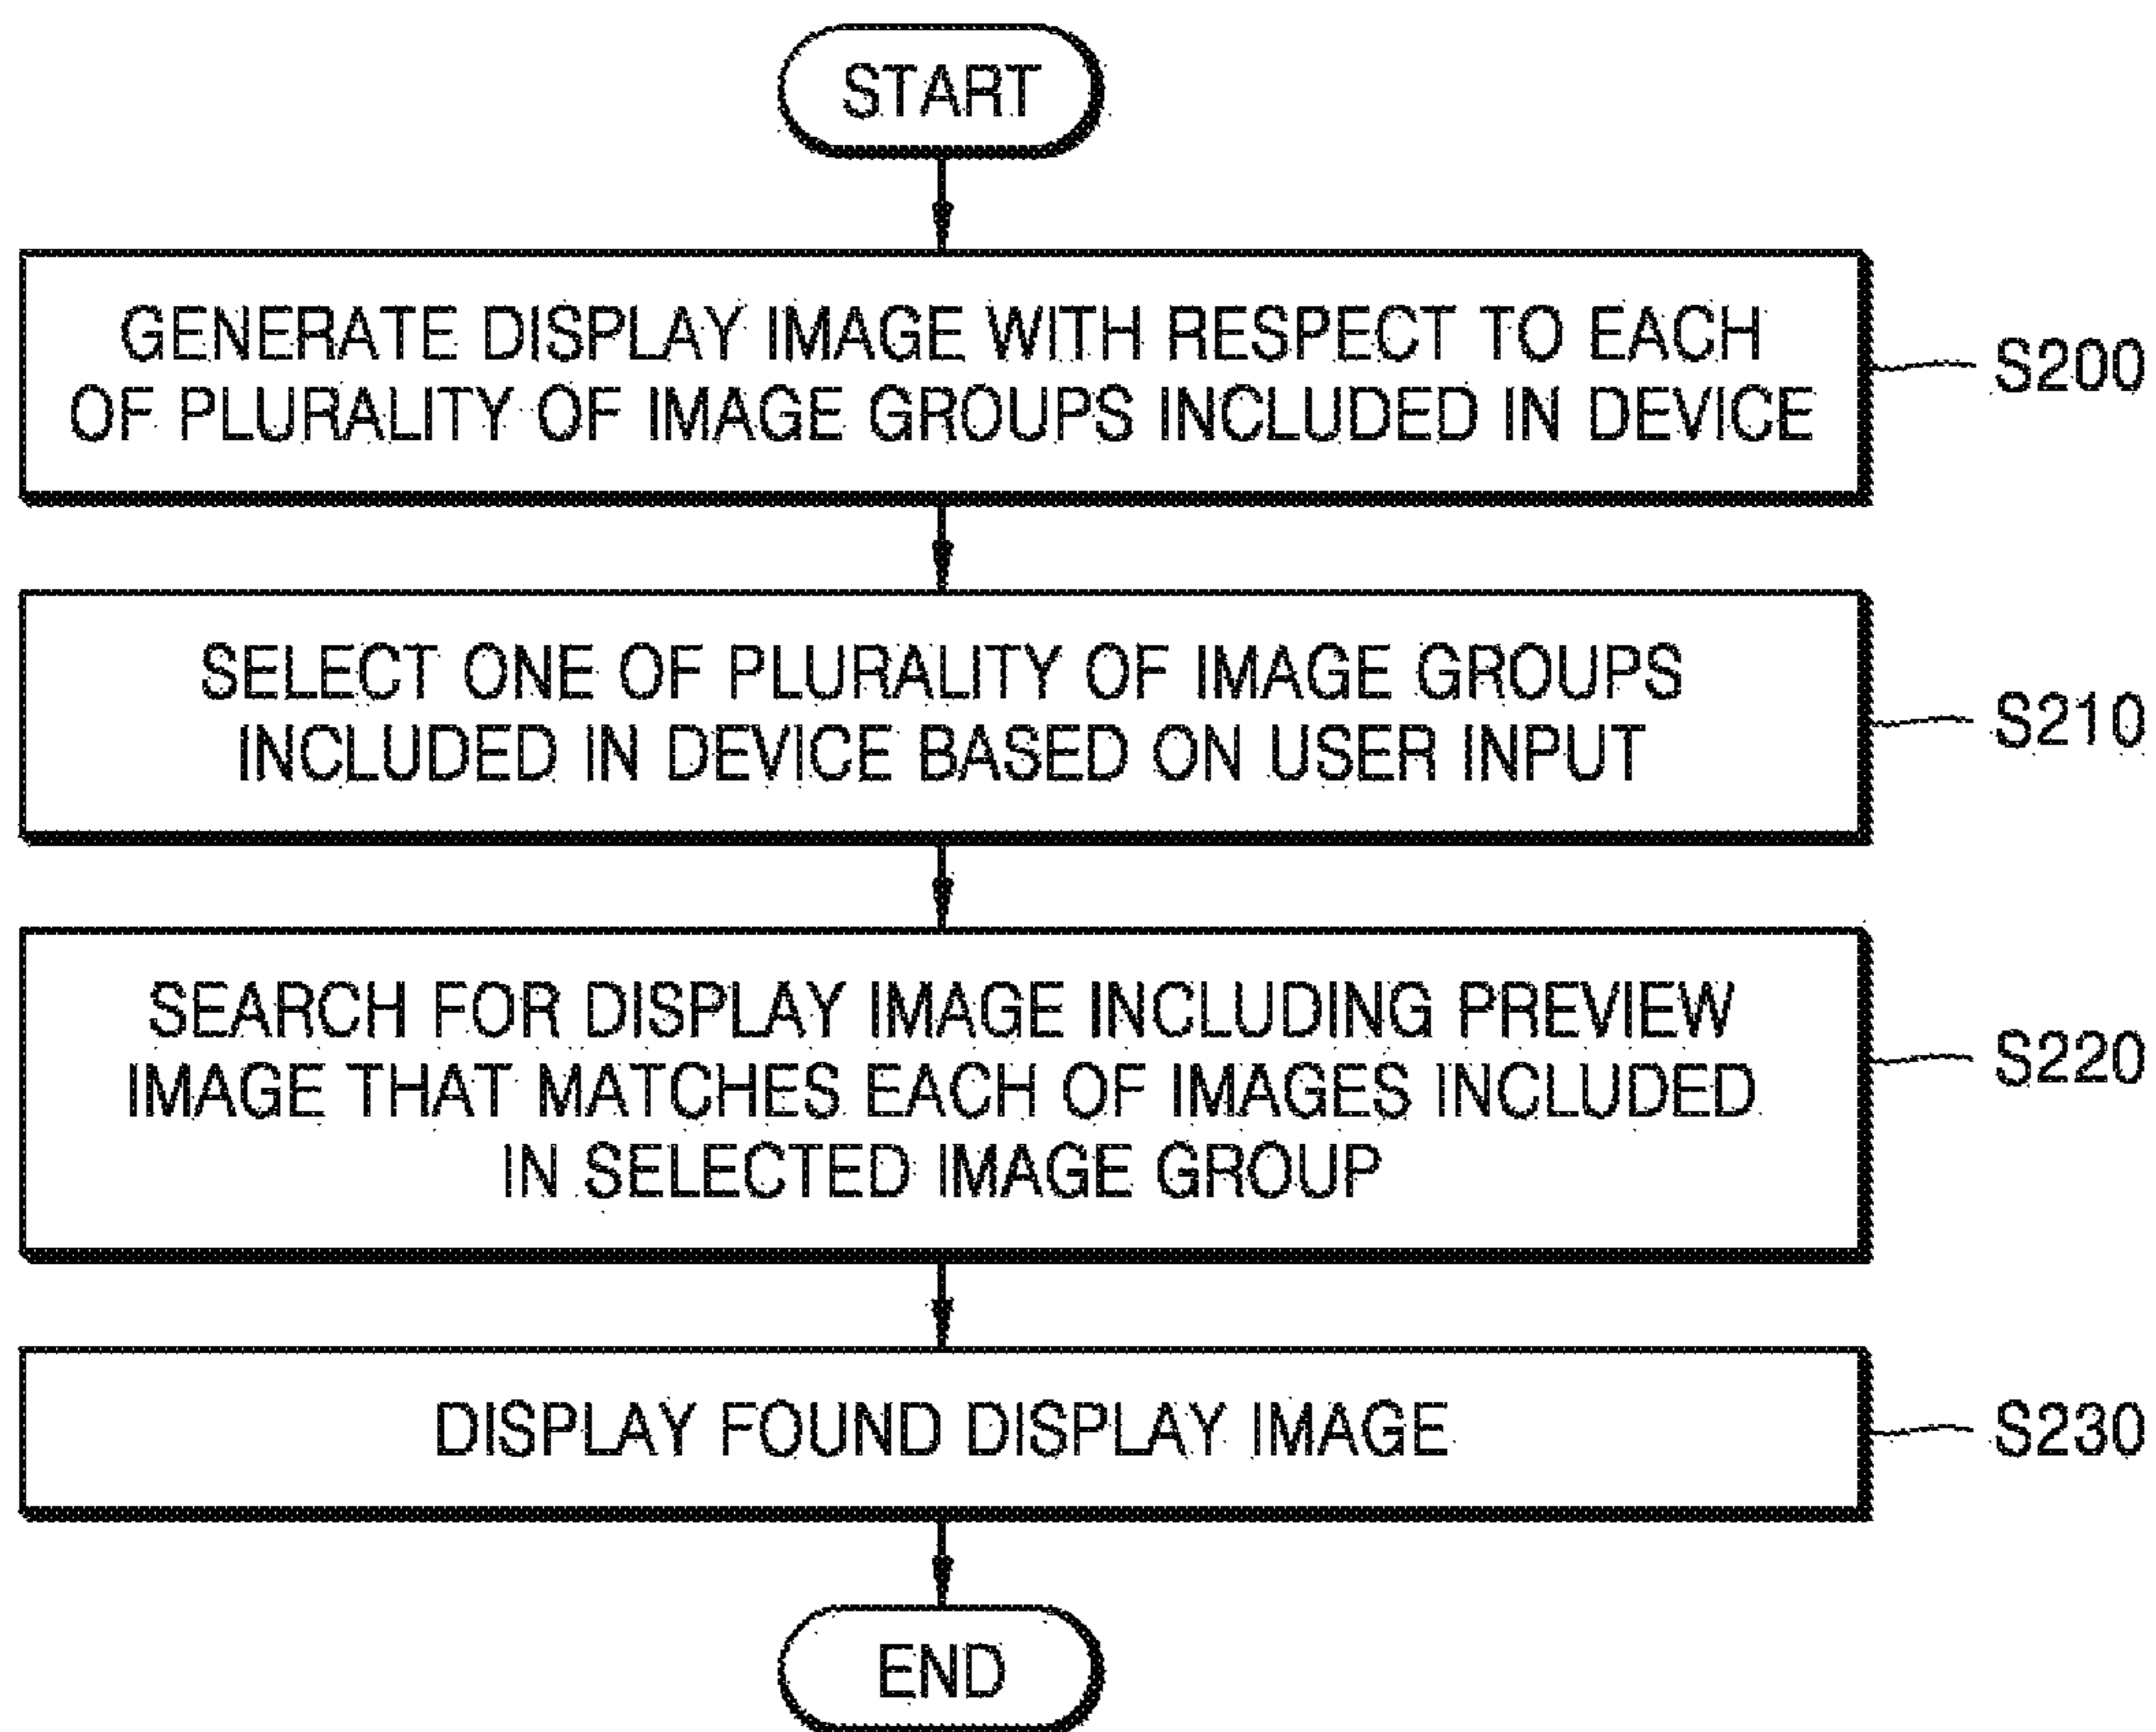 START
GENERATE DISPLAY IMAGE WITH RESPECT TO EACH
OF PLURALITY OF IMAGE GROUPS INCLUDED IN DEVICE
S200
SELECT ONE OF PLURALITY OF IMAGE GROUPS
INCLUDED IN DEVICE BASED ON USER INPUT
S210
SEARCH FOR DISPLAY IMAGE INCLUDING PREVIEW
IMAGE THAT MATCHES EACH OF IMAGES INCLUDED
IN SELECTED IMAGE GROUP
S220
DISPLAY FOUND DISPLAY IMAGE
S230
END